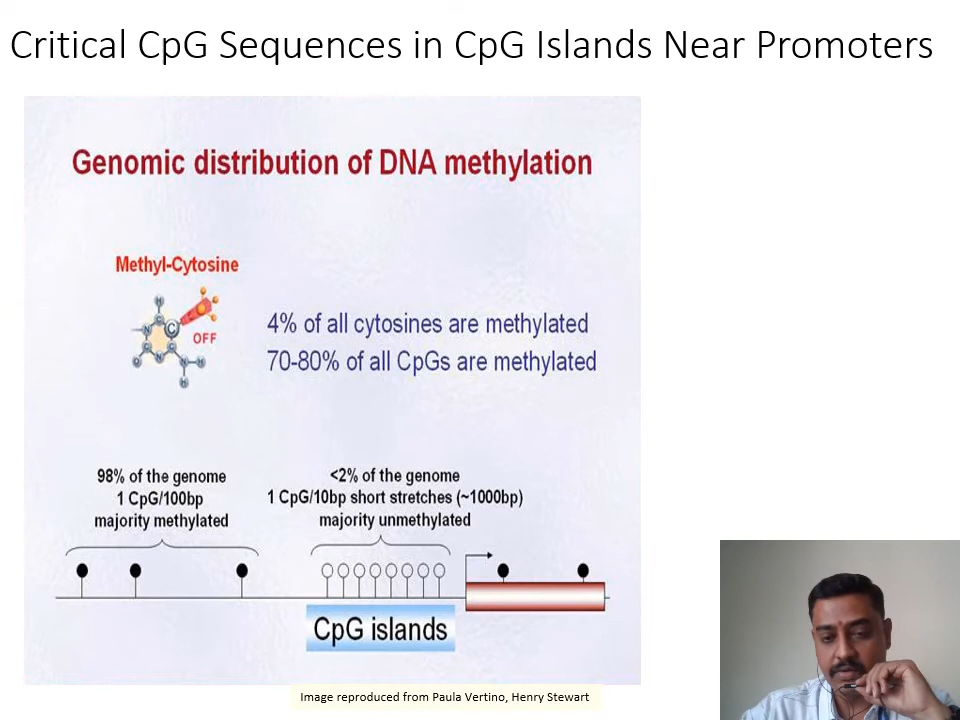 Critical CpG Sequences in CpG Islands Near Promoters
Genomic distribution of DNA methylation
Methyl-Cytosine
H
C
C
N
OFF
C
C
O
N
N
H
H
4% of all cytosines are methylated
70-80% of all CpGs are methylated
98% of the genome
1 CpG/100bp
majority methylated
<2% of the genome
1 CpG/10bp short stretches (~1000bp)
majority unmethylated
CpG islands
Image reproduced from Paula Vertino, Henry Stewart